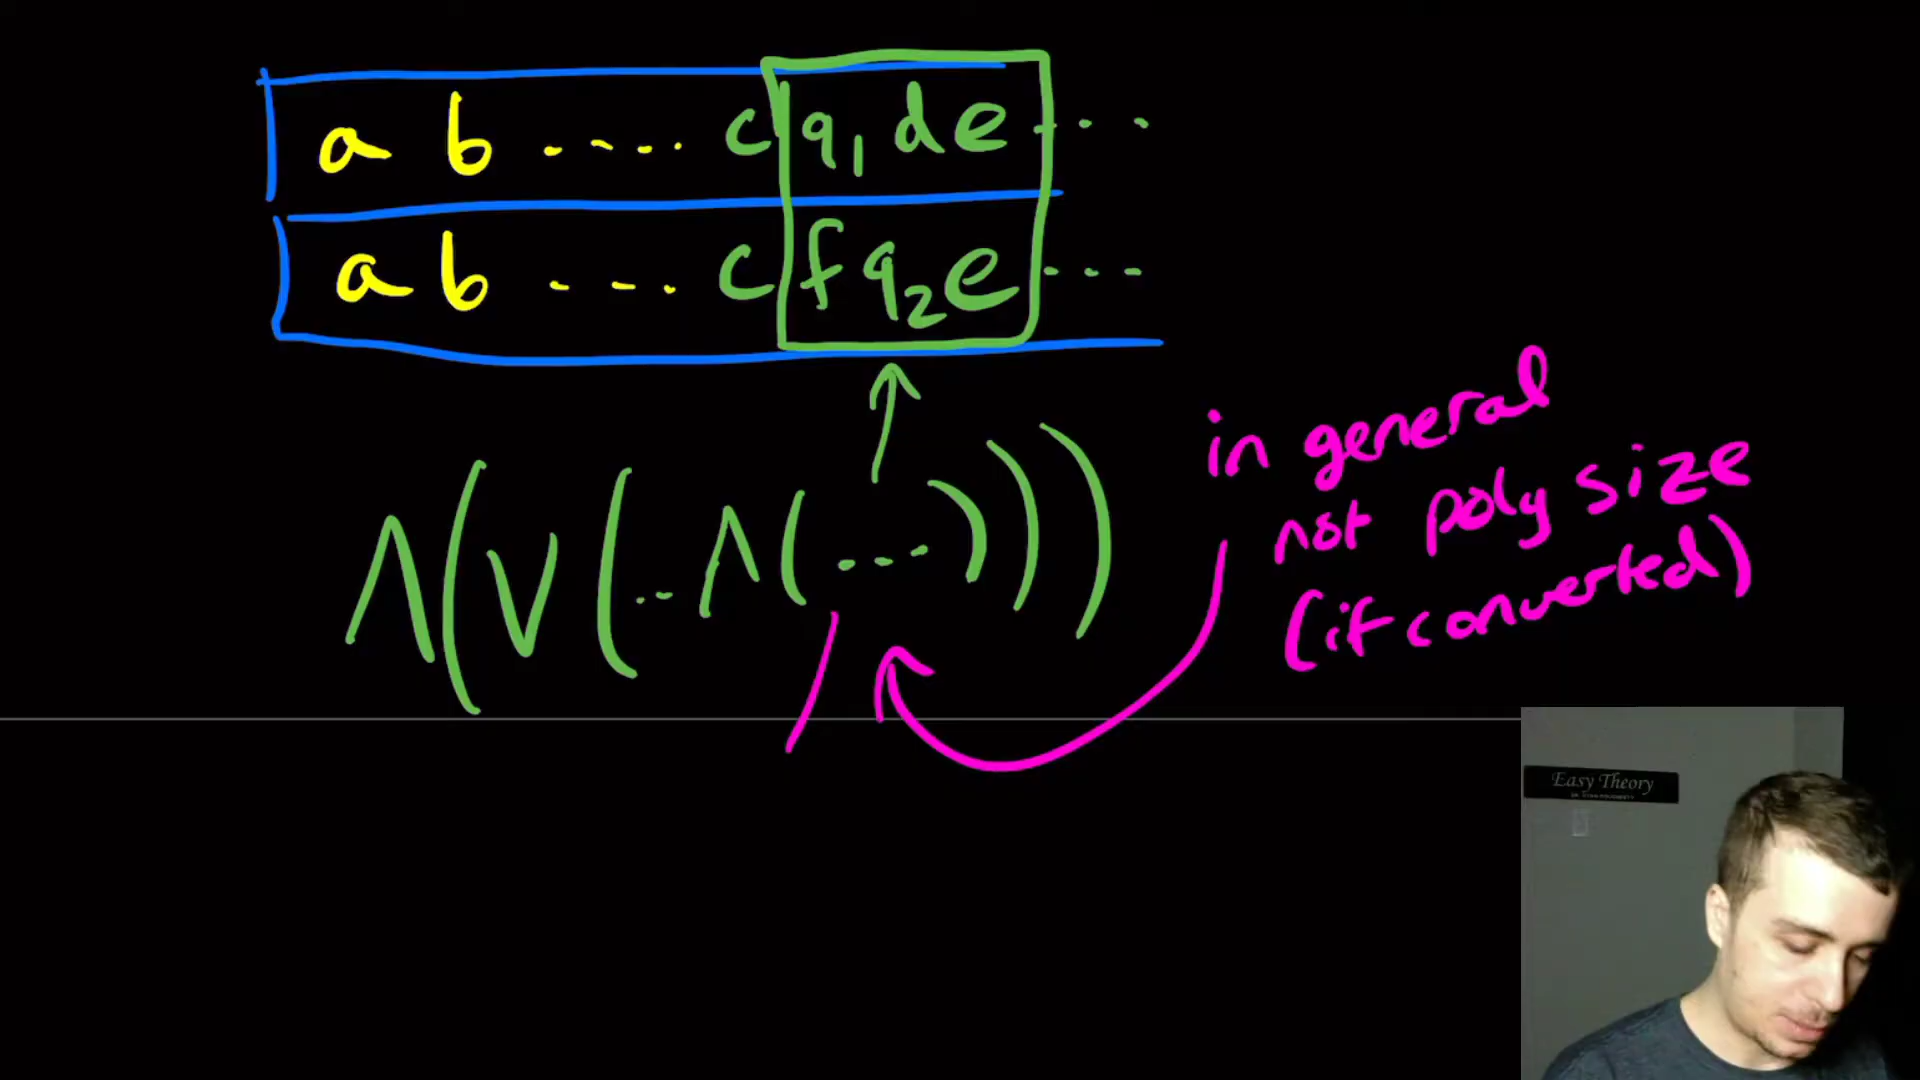 a b .... c q₁ d e ...
a b .... c f q₂ e ...
∧(∨(..∧(...)))
in general
not poly size
(if converted)
Easy Theory